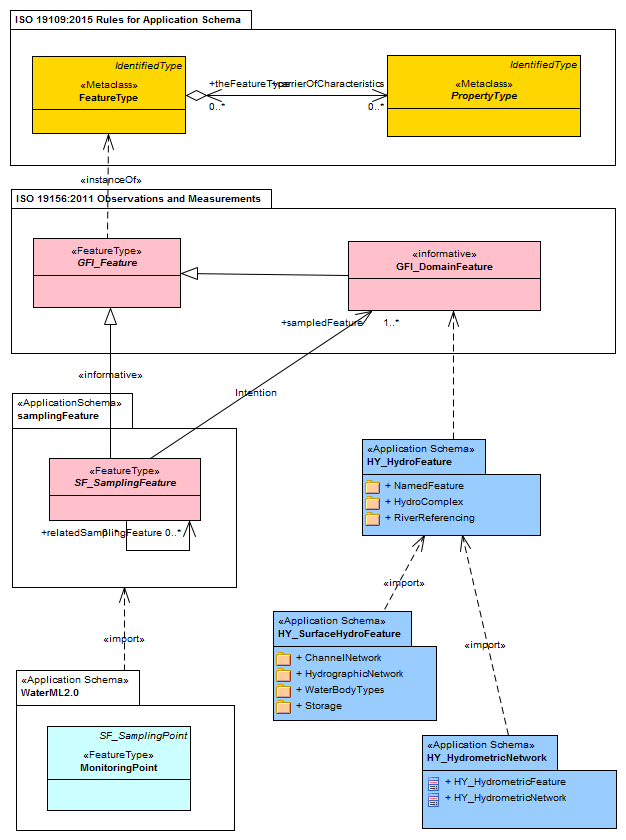 ISO 19109:2015 Rules for Application Schema
IdentifiedType
«Metaclass»
FeatureType
+theFeatureType
+carrierOfCharacteristics
0..*
0..*
IdentifiedType
«Metaclass»
PropertyType
«instanceOf»
ISO 19156:2011 Observations and Measurements
«FeatureType»
GFI_Feature
«informative»
GFI_DomainFeature
+sampledFeature
1..*
«informative»
Intention
«ApplicationSchema»
samplingFeature
«FeatureType»
SF_SamplingFeature
+relatedSamplingFeature
0..*
0..*
«Application Schema»
HY_HydroFeature
+ NamedFeature
+ HydroComplex
+ RiverReferencing
«import»
«import»
«import»
«Application Schema»
HY_SurfaceHydroFeature
+ ChannelNetwork
+ HydrographicNetwork
+ WaterBodyTypes
+ Storage
«Application Schema»
WaterML2.0
SF_SamplingPoint
«FeatureType»
MonitoringPoint
«Application Schema»
HY_HydrometricNetwork
+ HY_HydrometricFeature
+ HY_HydrometricNetwork